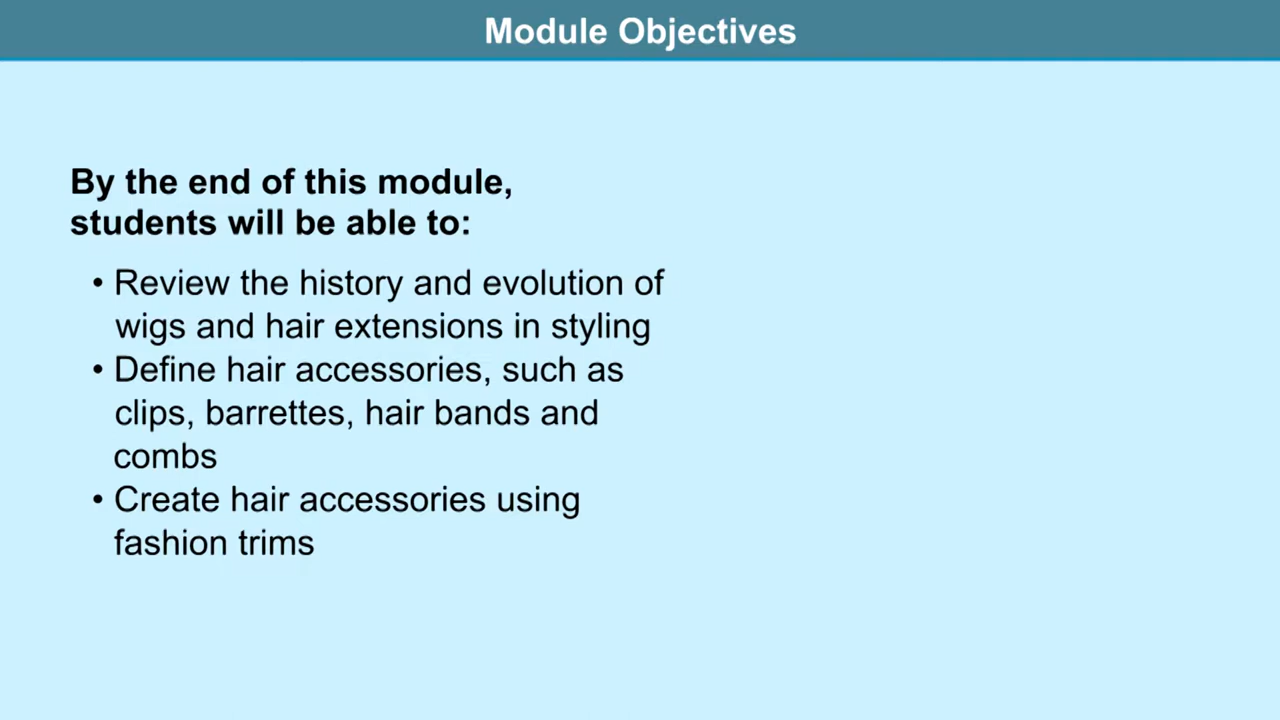 Module Objectives
By the end of this module,
students will be able to:
• Review the history and evolution of
wigs and hair extensions in styling
• Define hair accessories, such as
clips, barrettes, hair bands and
combs
• Create hair accessories using
fashion trims